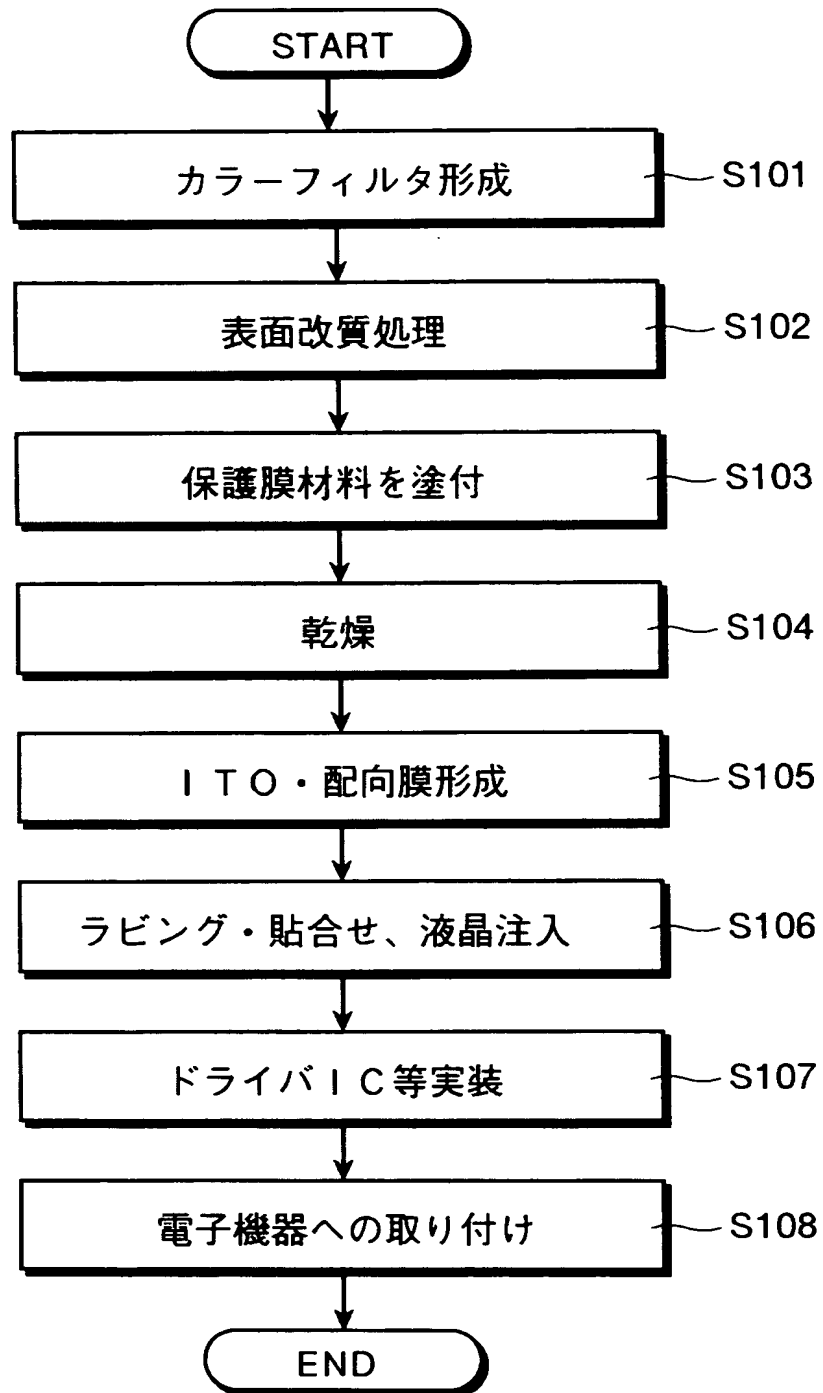 START
カラーフィルタ形成 S101
表面改質処理 S102
保護膜材料を塗付 S103
乾燥 S104
ITO・配向膜形成 S105
ラビング・貼合せ、液晶注入 S106
ドライバIC等実装 S107
電子機器への取り付け S108
END